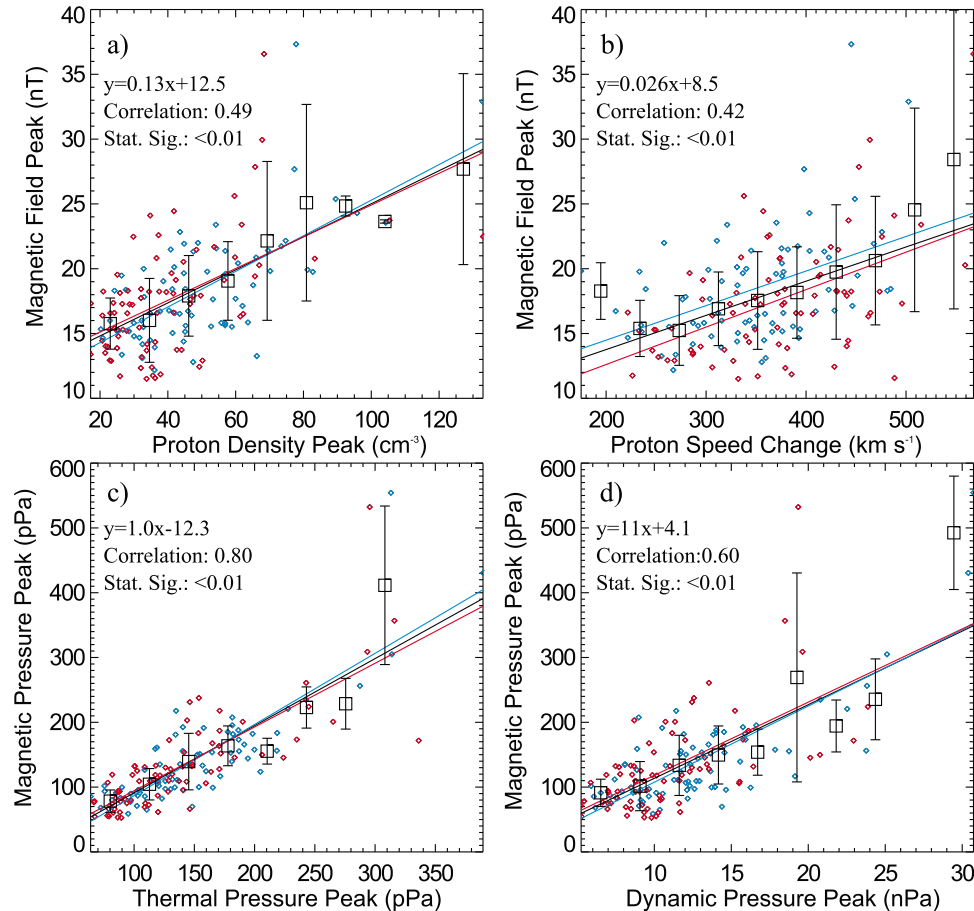 a)
y=0.13x+12.5
Correlation: 0.49
Stat. Sig.: <0.01
Magnetic Field Peak (nT)
40
35
30
25
20
15
10
20 40 60 80 100 120
Proton Density Peak (cm⁻³)
b)
y=0.026x+8.5
Correlation: 0.42
Stat. Sig.: <0.01
Magnetic Field Peak (nT)
40
35
30
25
20
15
10
200 300 400 500
Proton Speed Change (km s⁻¹)
c)
y=1.0x-12.3
Correlation: 0.80
Stat. Sig.: <0.01
Magnetic Pressure Peak (pPa)
600
500
400
300
200
100
0
100 150 200 250 300 350
Thermal Pressure Peak (pPa)
d)
y=11x+4.1
Correlation:0.60
Stat. Sig.: <0.01
Magnetic Pressure Peak (pPa)
600
500
400
300
200
100
0
10 15 20 25 30
Dynamic Pressure Peak (nPa)